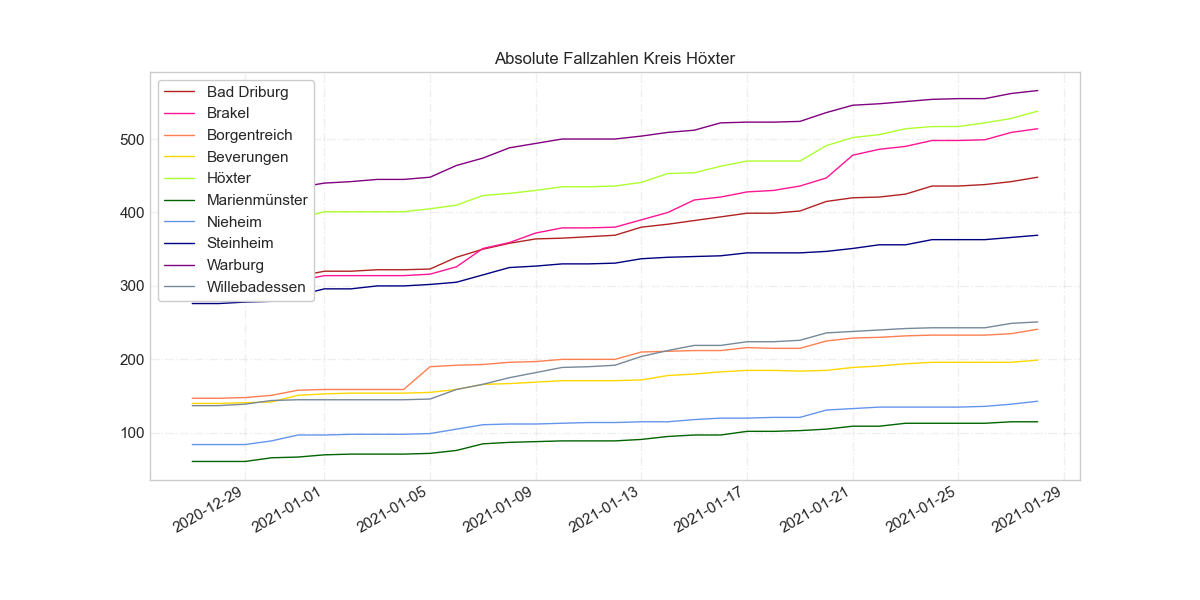 Absolute Fallzahlen Kreis Höxter
Bad Driburg
Brakel
Borgentreich
Beverungen
Höxter
Marienmünster
Nieheim
Steinheim
Warburg
Willebadessen
500
400
300
200
100
2020-12-29
2021-01-01
2021-01-05
2021-01-09
2021-01-13
2021-01-17
2021-01-21
2021-01-25
2021-01-29